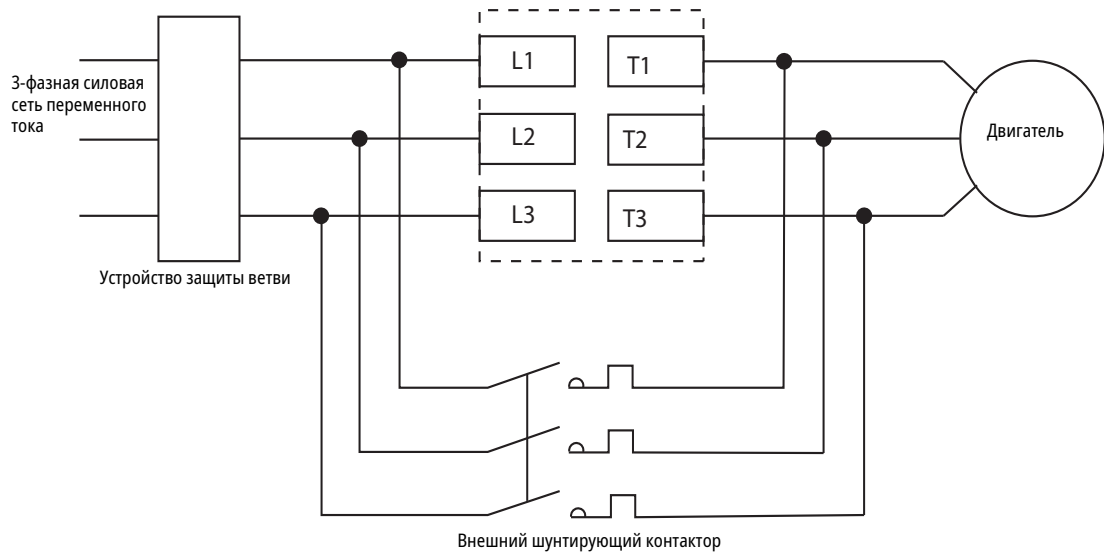 3-фазная силовая
сеть переменного
тока
L1
T1
L2
T2
L3
T3
Двигатель
Устройство защиты ветви
Внешний шунтирующий контактор